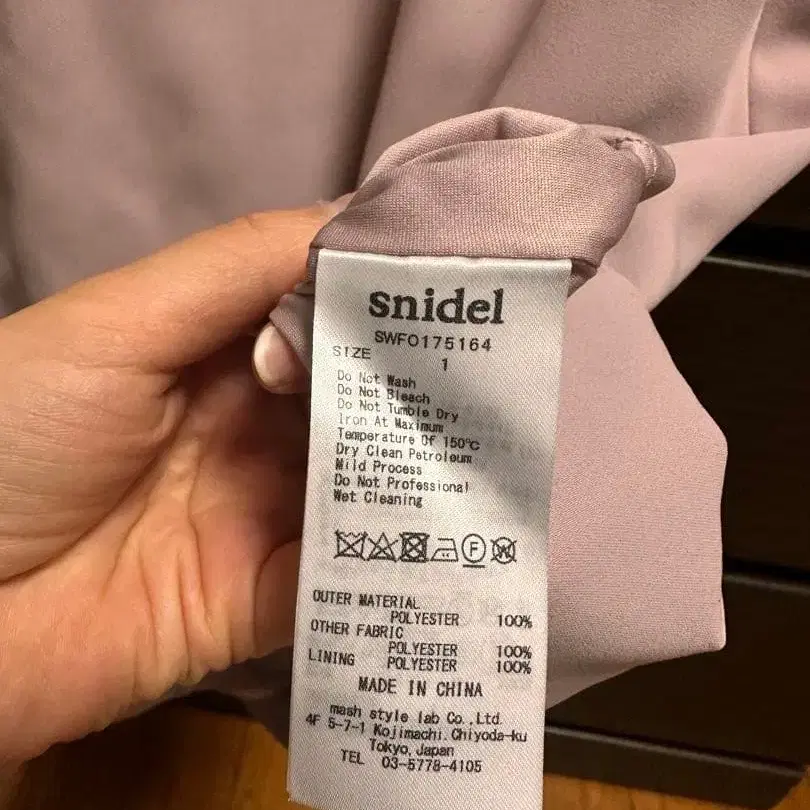 snidel
SWFO175164
SIZE 1
Do Not Wash
Do Not Bleach
Do Not Tumble Dry
Iron At Maximum
Temperature Of 150℃
Dry Clean Petroleum
Mild Process
Do Not Professional
Wet Cleaning
F W
OUTER MATERIAL
POLYESTER 100%
OTHER FABRIC
POLYESTER 100%
LINING POLYESTER 100%
MADE IN CHINA
mash style lab Co.,Ltd.
4F 5-7-1 Kojimachi.Chiyoda-ku
Tokyo,Japan
TEL 03-5778-4105